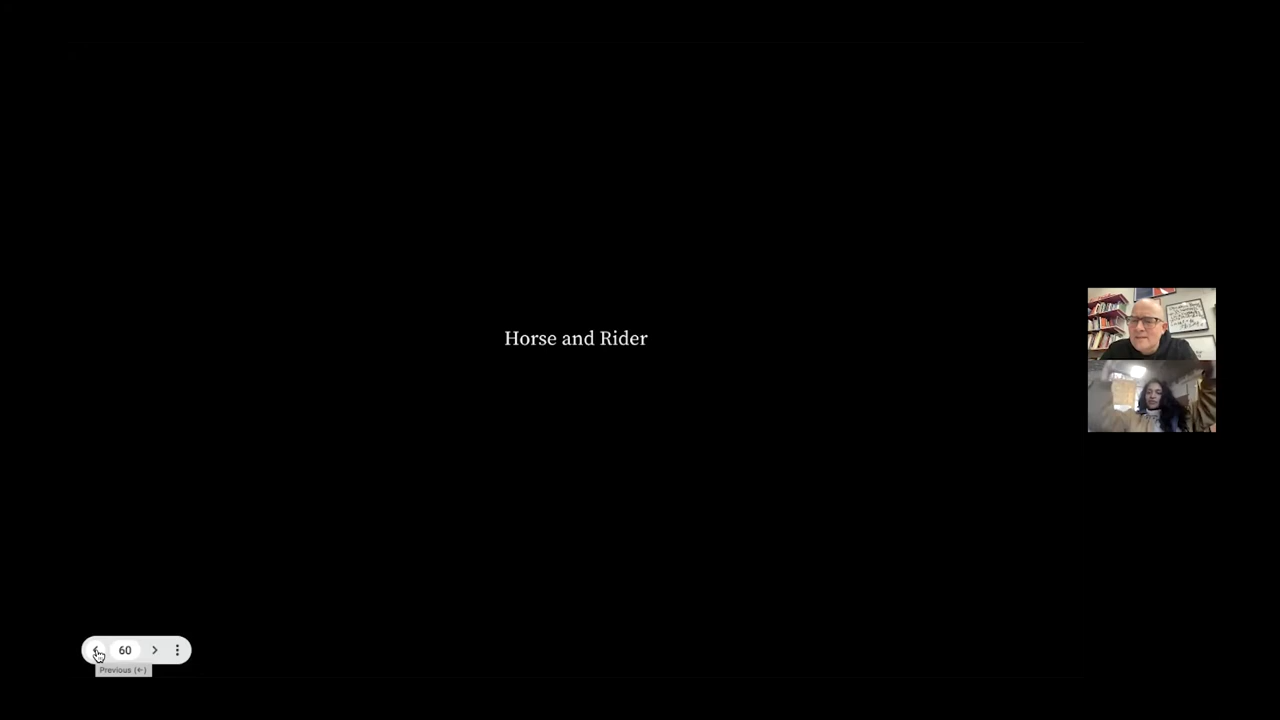 Horse and Rider
60
Previous (←)